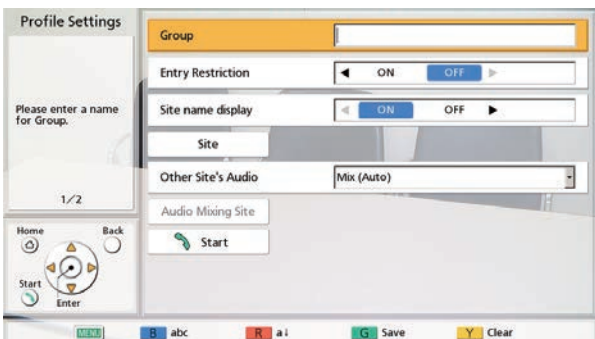 Profile Settings
Please enter a name
for Group.
1/2
Home
Back
Start
Enter
Group
Entry Restriction
ON
OFF
Site name display
ON
OFF
Site
Other Site's Audio
Mix (Auto)
Audio Mixing Site
Start
MENU
B abc
R a↓
G Save
Y Clear